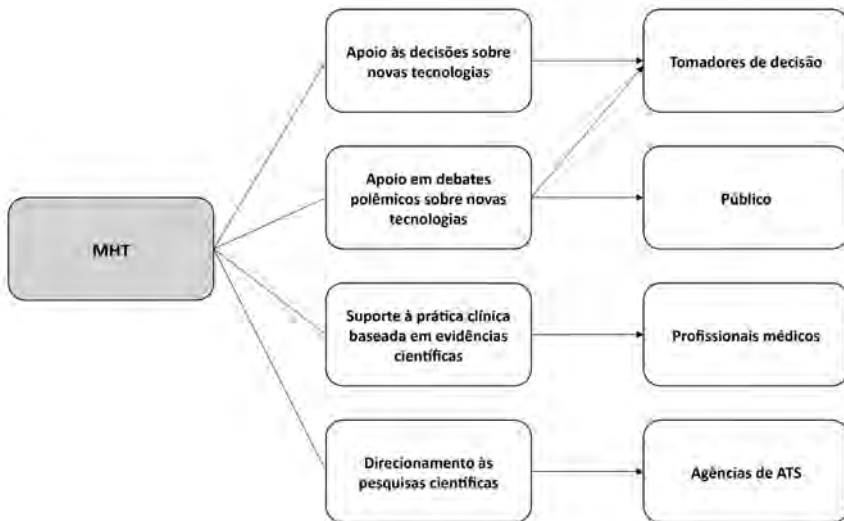 Apoio às decisões sobre
novas tecnologias
Tomadores de decisão
Apoio em debates
polêmicos sobre novas
tecnologias
Público
MHT
Suporte à prática clínica
baseada em evidências
científicas
Profissionais médicos
Direcionamento às
pesquisas científicas
Agências de ATS